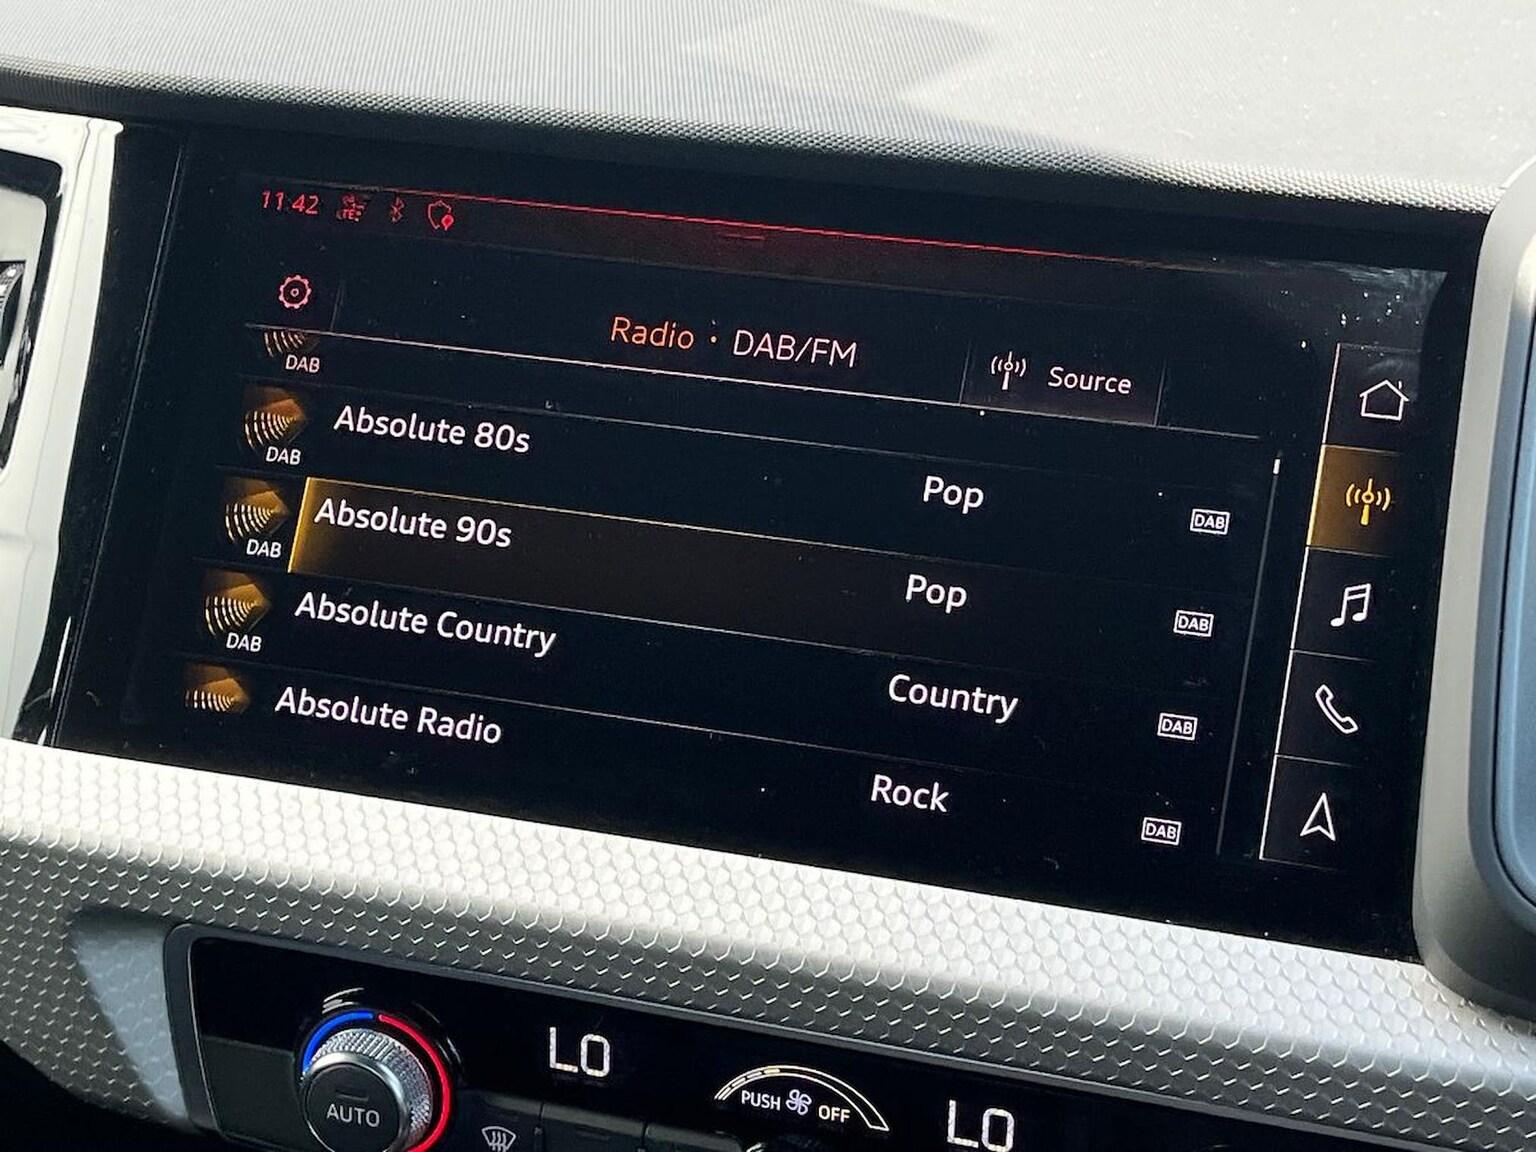 11:42
Radio · DAB/FM
Source
DAB
Absolute 80s
Pop
DAB
DAB
Absolute 90s
Pop
DAB
DAB
Absolute Country
Country
DAB
DAB
Absolute Radio
Rock
DAB
AUTO
LO
PUSH OFF
LO